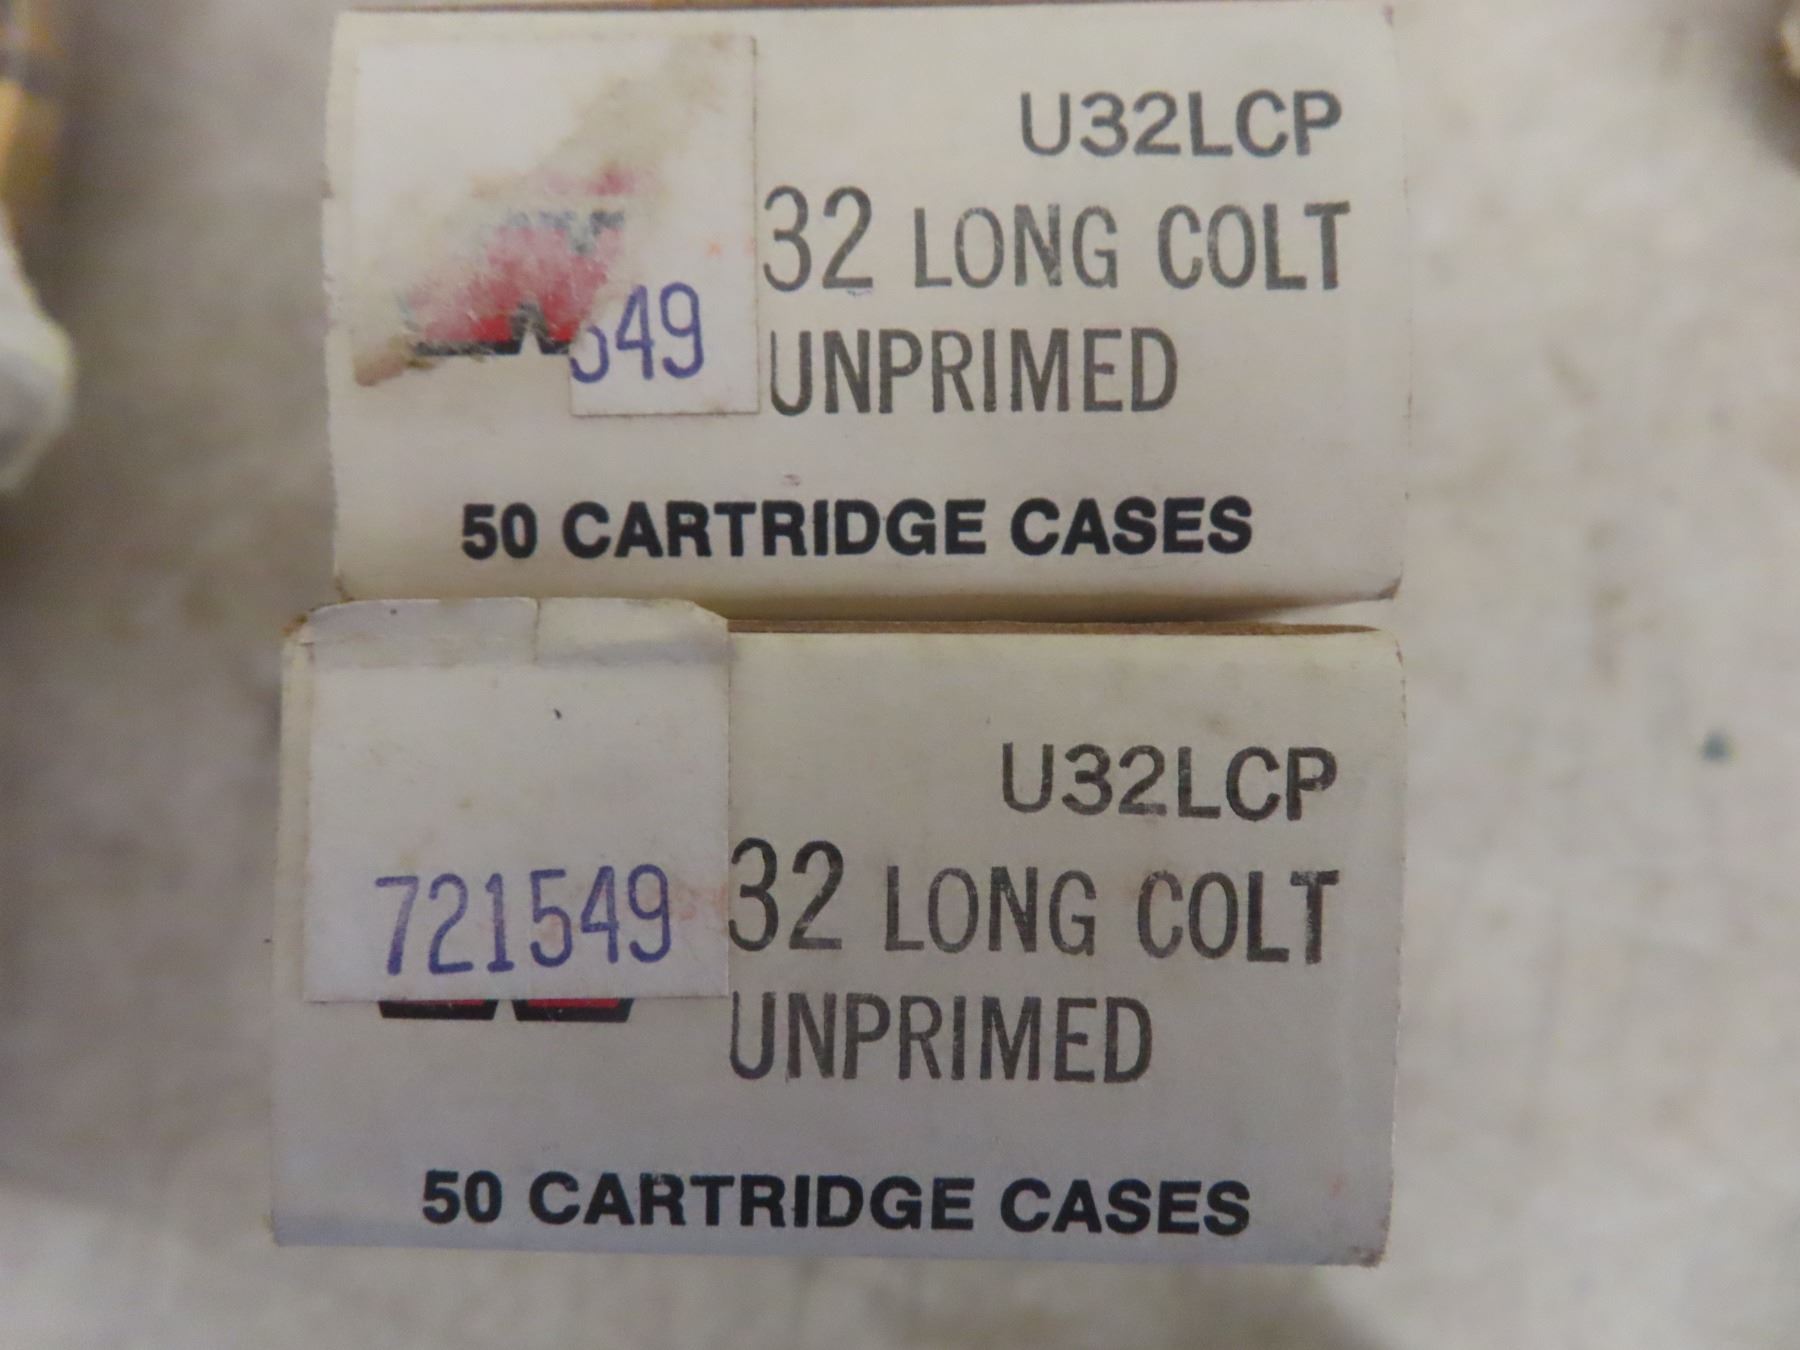 U32LCP
32 LONG COLT
549
UNPRIMED
50 CARTRIDGE CASES
U32LCP
32 LONG COLT
721549
UNPRIMED
50 CARTRIDGE CASES